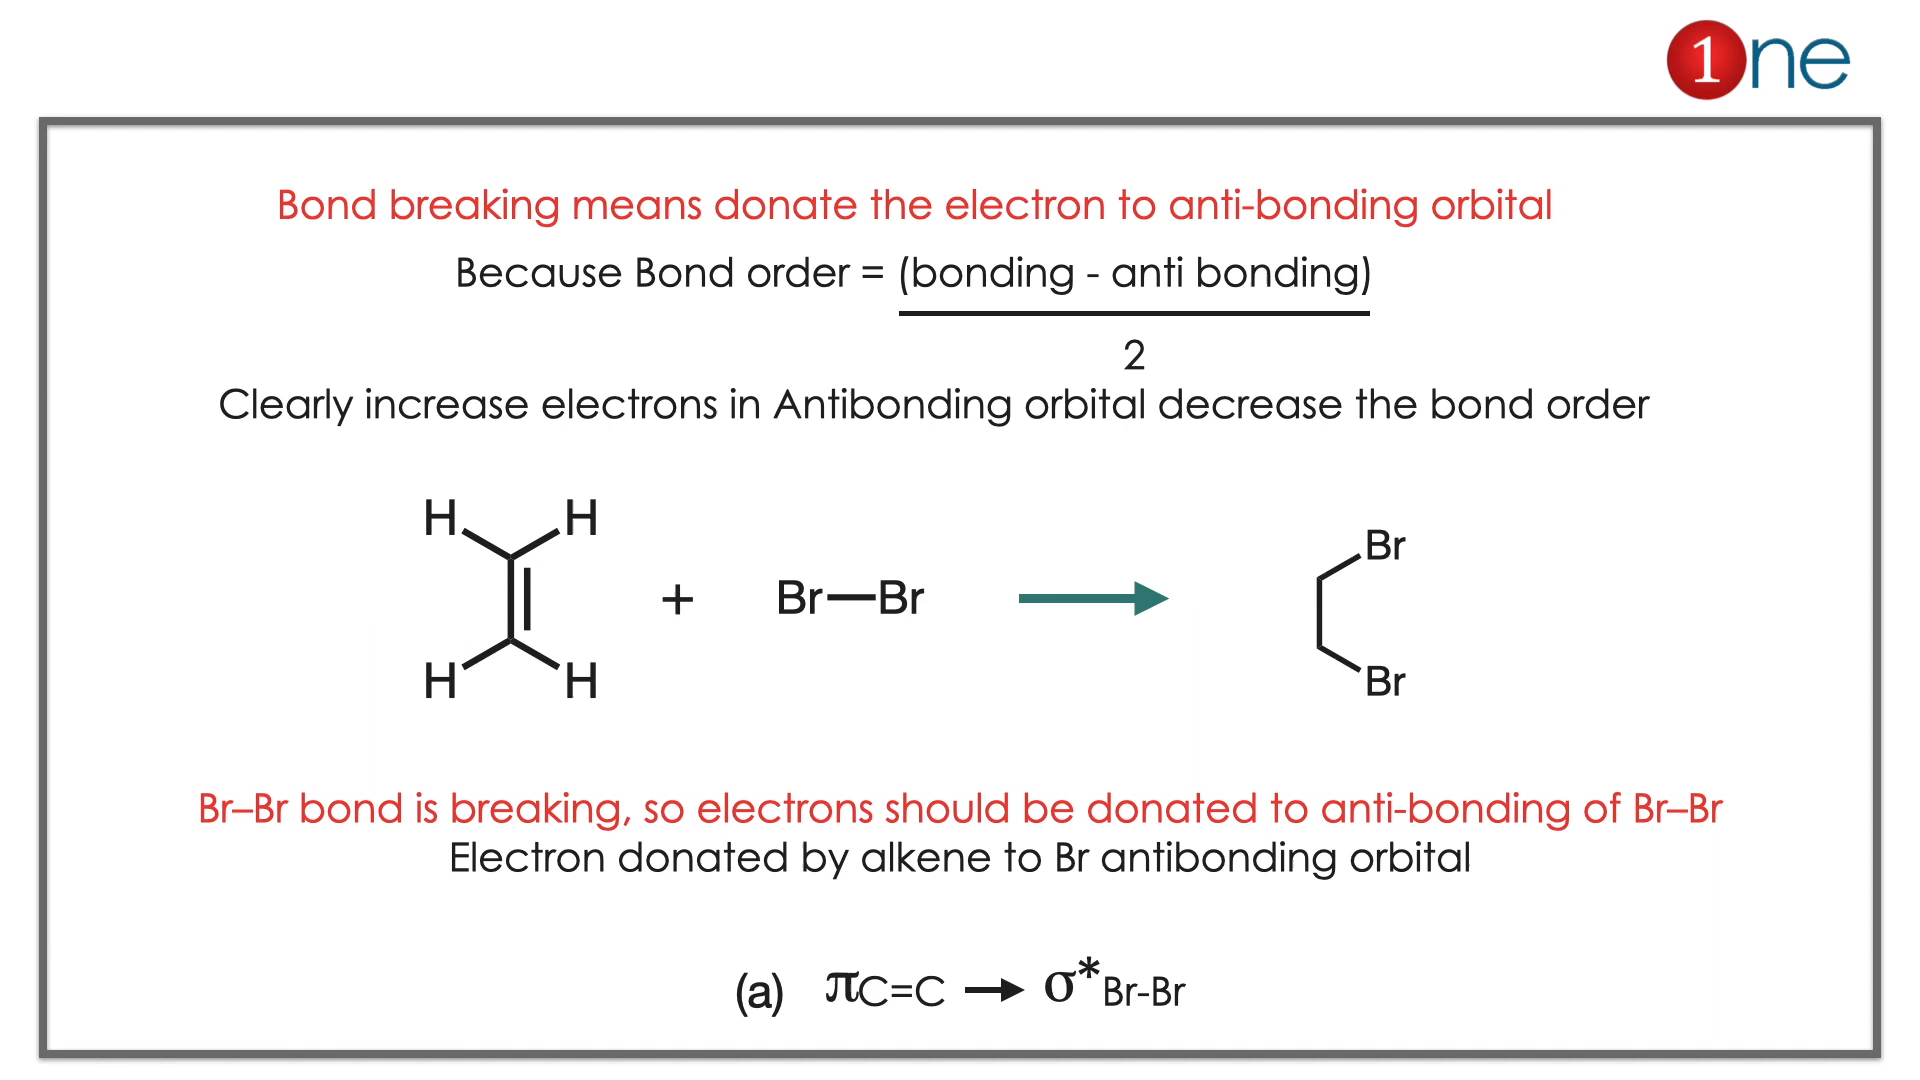 1ne
Bond breaking means donate the electron to anti-bonding orbital
Because Bond order = (bonding - anti bonding)
2
Clearly increase electrons in Antibonding orbital decrease the bond order
H H
H H
+ Br—Br
Br
Br
Br–Br bond is breaking, so electrons should be donated to anti-bonding of Br–Br
Electron donated by alkene to Br antibonding orbital
(a) πC=C → σ*Br-Br